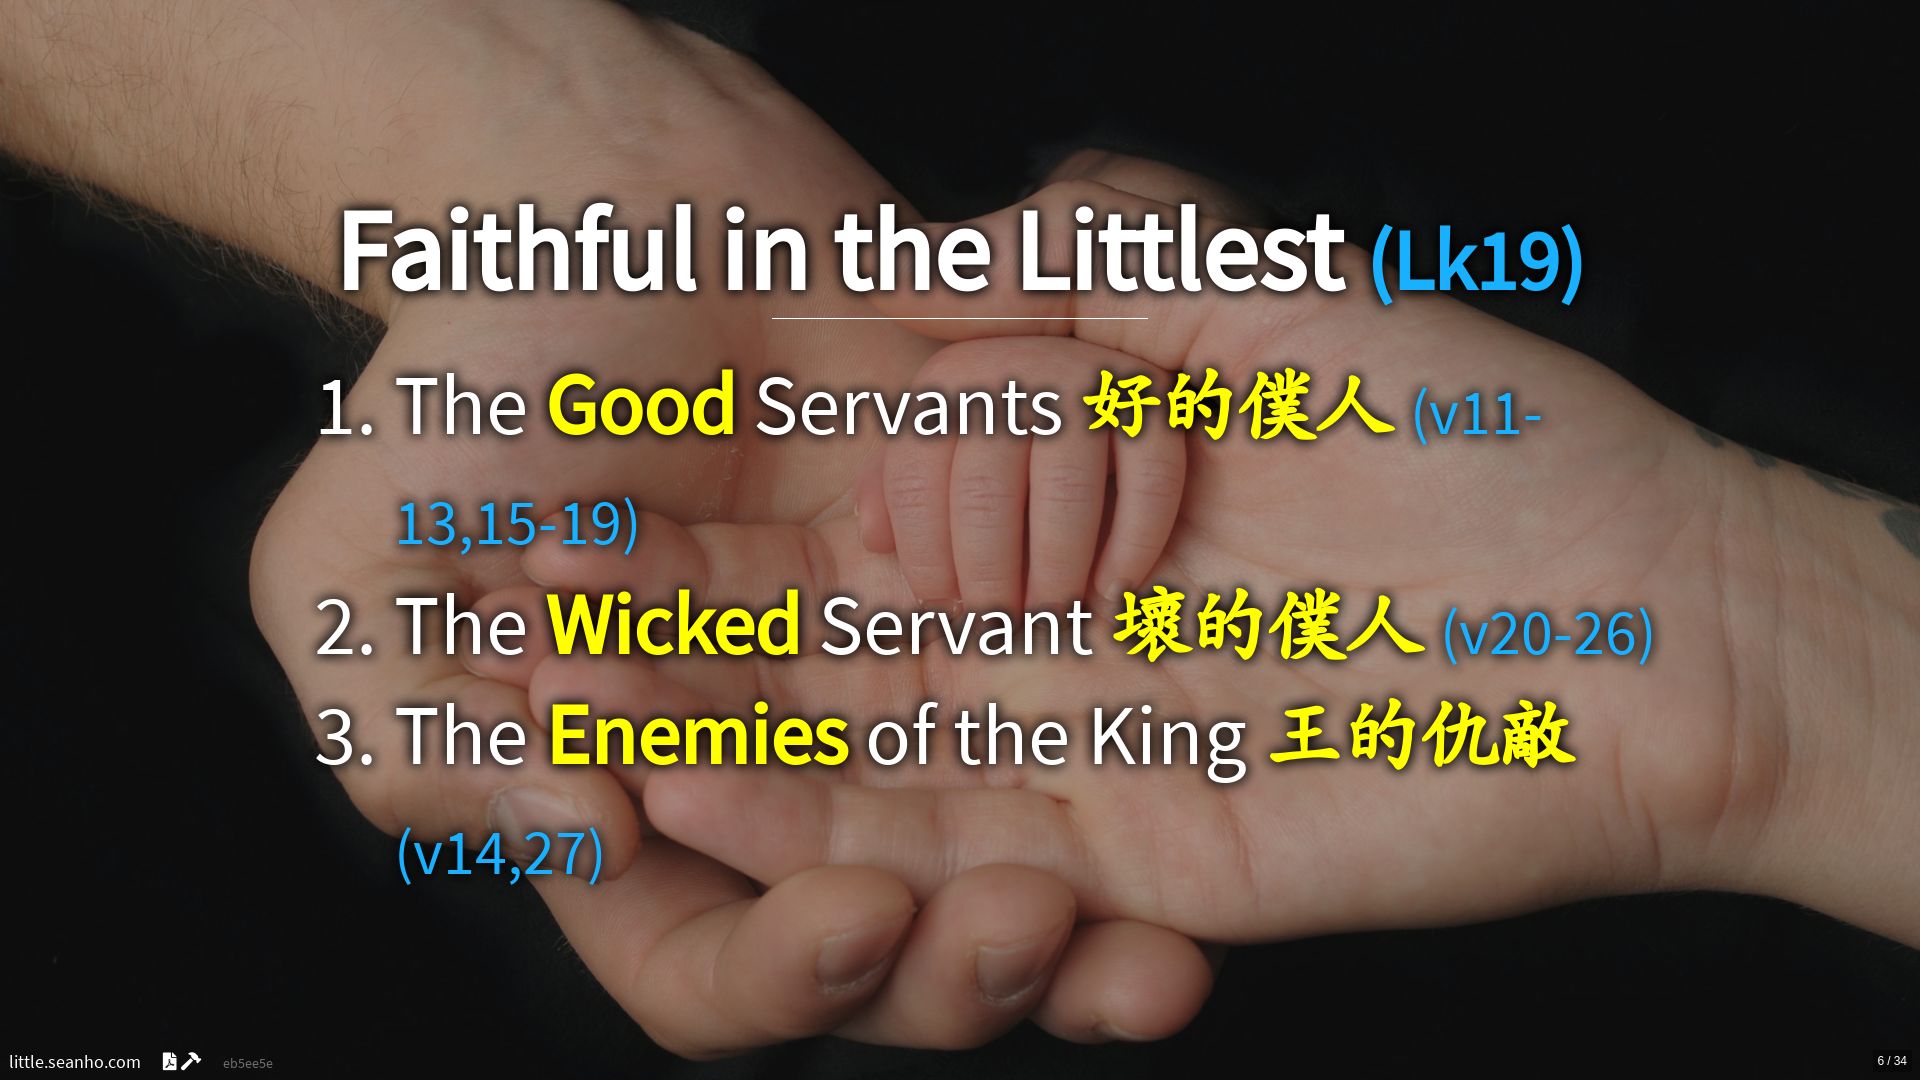 Faithful in the Littlest (Lk19)
1. The Good Servants 好的僕人 (v11-
13,15-19)
2. The Wicked Servant 壞的僕人 (v20-26)
3. The Enemies of the King 王的仇敵
(v14,27)
little.seanho.com eb5ee5e
6 / 34